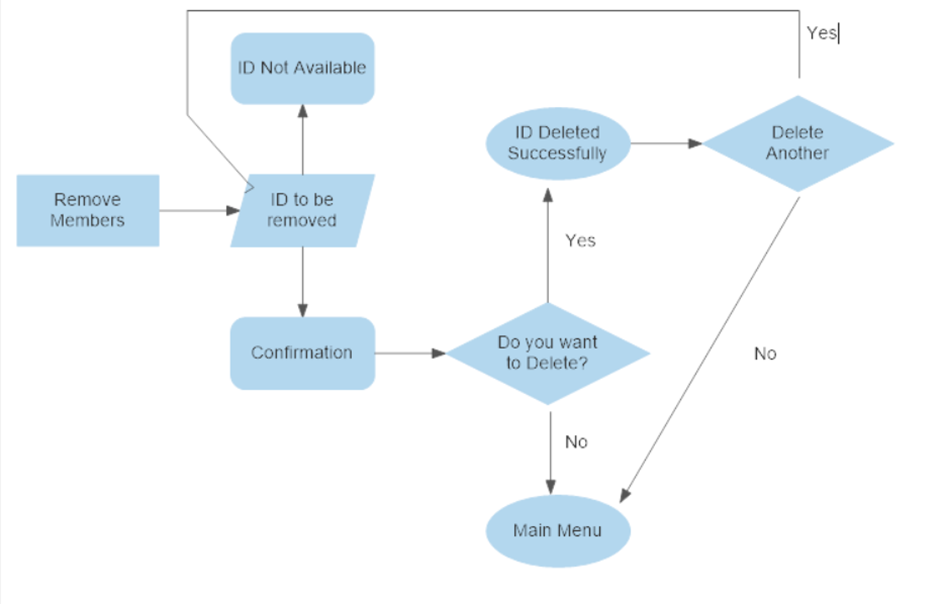 Yes
ID Not Available
ID Deleted
Successfully
Delete
Another
Remove
Members
ID to be
removed
Yes
Confirmation
Do you want
to Delete?
No
No
Main Menu